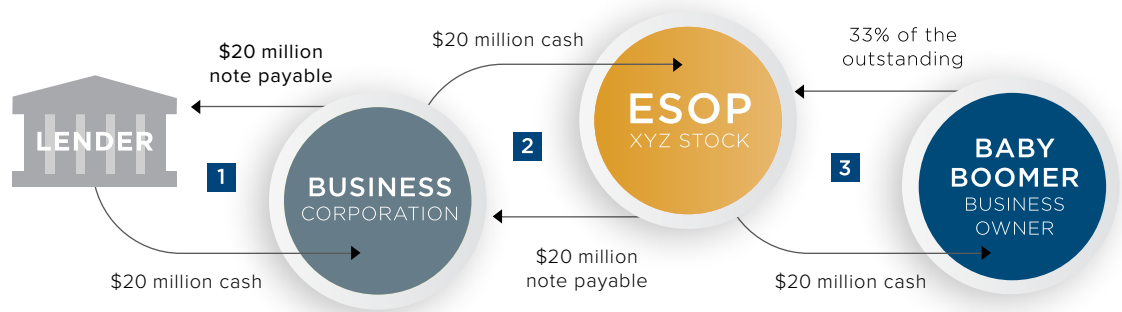 $20 million
note payable
LENDER
1
$20 million cash
BUSINESS
CORPORATION
$20 million cash
2
$20 million
note payable
ESOP
XYZ STOCK
33% of the
outstanding
3
$20 million cash
BABY
BOOMER
BUSINESS
OWNER